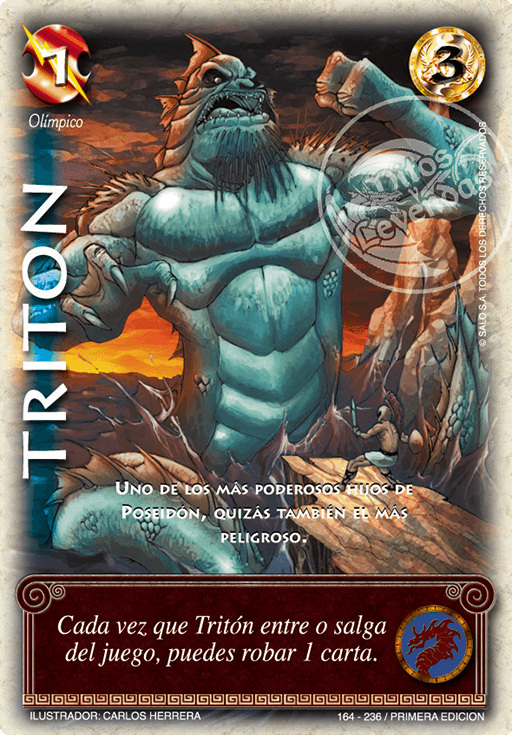 1
3
Olímpico
TRITON
mitos
y
Leyendas
© SALO S.A. TODOS LOS DERECHOS RESERVADOS
UNO DE LOS MÁS PODEROSOS HIJOS DE
POSEIDÓN, QUIZÁS TAMBIÉN EL MÁS
PELIGROSO.
Cada vez que Tritón entre o salga
del juego, puedes robar 1 carta.
ILUSTRADOR: CARLOS HERRERA
164 - 236 / PRIMERA EDICION